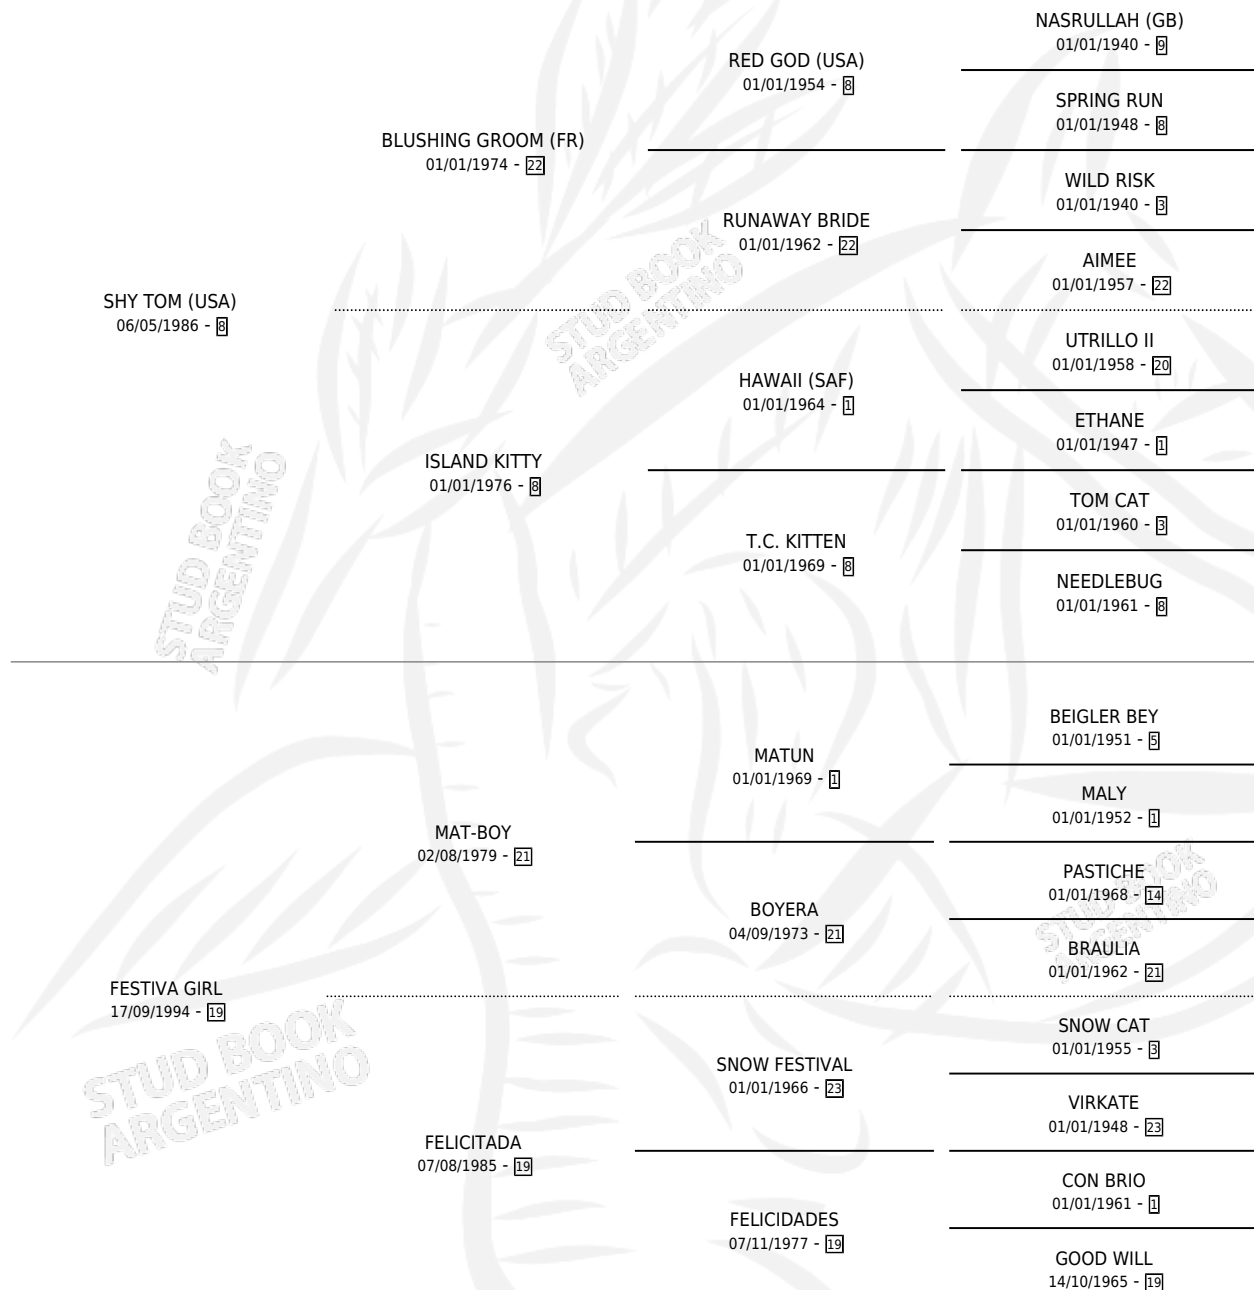 NASRULLAH (GB)
01/01/1940 - 9
RED GOD (USA)
01/01/1954 - 8
SPRING RUN
01/01/1948 - 8
BLUSHING GROOM (FR)
01/01/1974 - 22
WILD RISK
01/01/1940 - 3
RUNAWAY BRIDE
01/01/1962 - 22
AIMEE
01/01/1957 - 22
SHY TOM (USA)
06/05/1986 - 8
STUD BOOK
ARGENTINO
UTRILLO II
01/01/1958 - 20
HAWAII (SAF)
01/01/1964 - 1
ETHANE
01/01/1947 - 1
ISLAND KITTY
01/01/1976 - 8
TOM CAT
01/01/1960 - 3
T.C. KITTEN
01/01/1969 - 8
NEEDLEBUG
01/01/1961 - 8
STUD BOOK
ARGENTINO
BEIGLER BEY
01/01/1951 - 5
MATUN
01/01/1969 - 1
MALY
01/01/1952 - 1
MAT-BOY
02/08/1979 - 21
PASTICHE
01/01/1968 - 14
STUD BOOK
ARGENTINO
BOYERA
04/09/1973 - 21
BRAULIA
01/01/1962 - 21
FESTIVA GIRL
17/09/1994 - 19
STUD BOOK
ARGENTINO
SNOW CAT
01/01/1955 - 3
SNOW FESTIVAL
01/01/1966 - 23
VIRKATE
01/01/1948 - 23
FELICITADA
07/08/1985 - 19
CON BRIO
01/01/1961 - 1
FELICIDADES
07/11/1977 - 19
GOOD WILL
14/10/1965 - 19